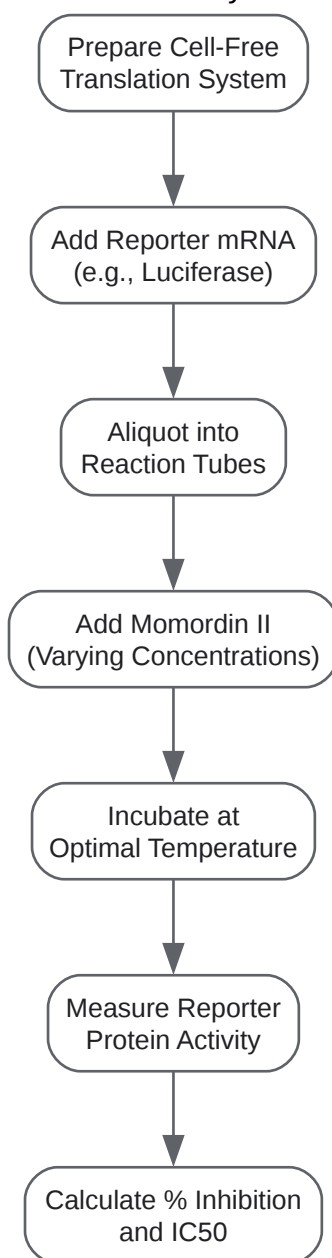 Prepare Cell-Free
Translation System
Add Reporter mRNA
(e.g., Luciferase)
Aliquot into
Reaction Tubes
Add Momordin II
(Varying Concentrations)
Incubate at
Optimal Temperature
Measure Reporter
Protein Activity
Calculate % Inhibition
and IC50